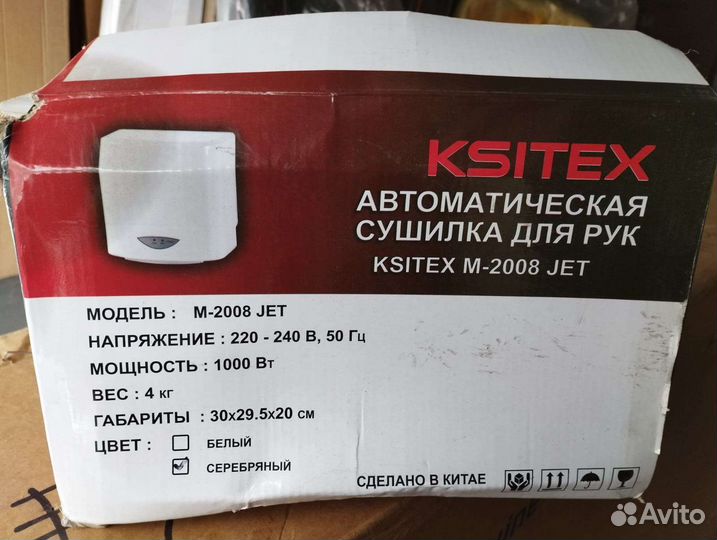 KSITEX
АВТОМАТИЧЕСКАЯ
СУШИЛКА ДЛЯ РУК
KSITEX M-2008 JET
МОДЕЛЬ : M-2008 JET
НАПРЯЖЕНИЕ : 220 - 240 В, 50 Гц
МОЩНОСТЬ : 1000 Вт
ВЕС : 4 кг
ГАБАРИТЫ : 30x29.5x20 см
ЦВЕТ : БЕЛЫЙ
СЕРЕБРЯНЫЙ
СДЕЛАНО В КИТАЕ
Avito